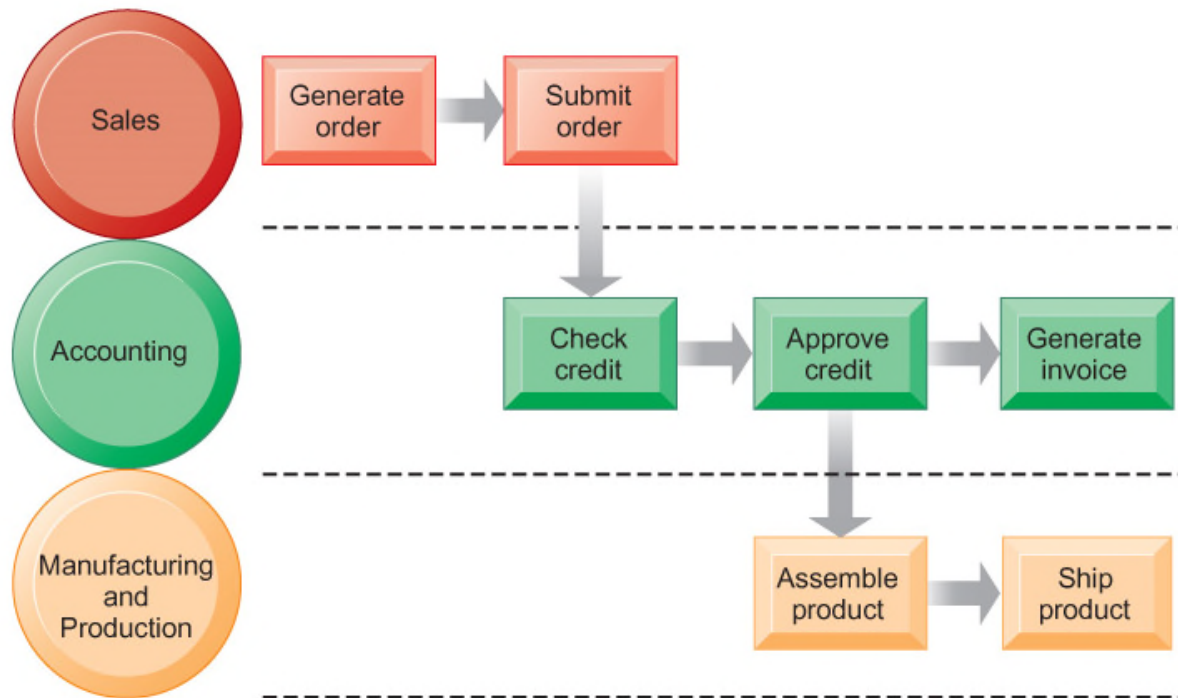 Sales
Generate
order
Submit
order
Accounting
Check
credit
Approve
credit
Generate
invoice
Manufacturing
and
Production
Assemble
product
Ship
product